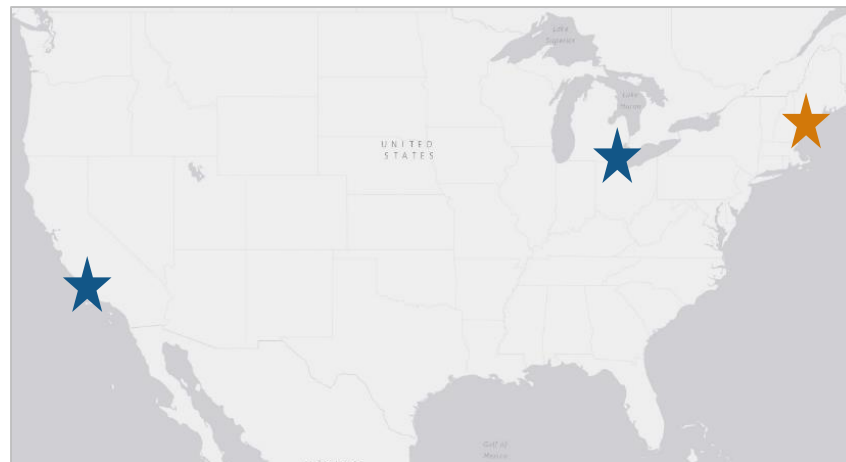 Lake
Superior
Lake
Huron
UNITED
STATES
Gulf of
Mexico